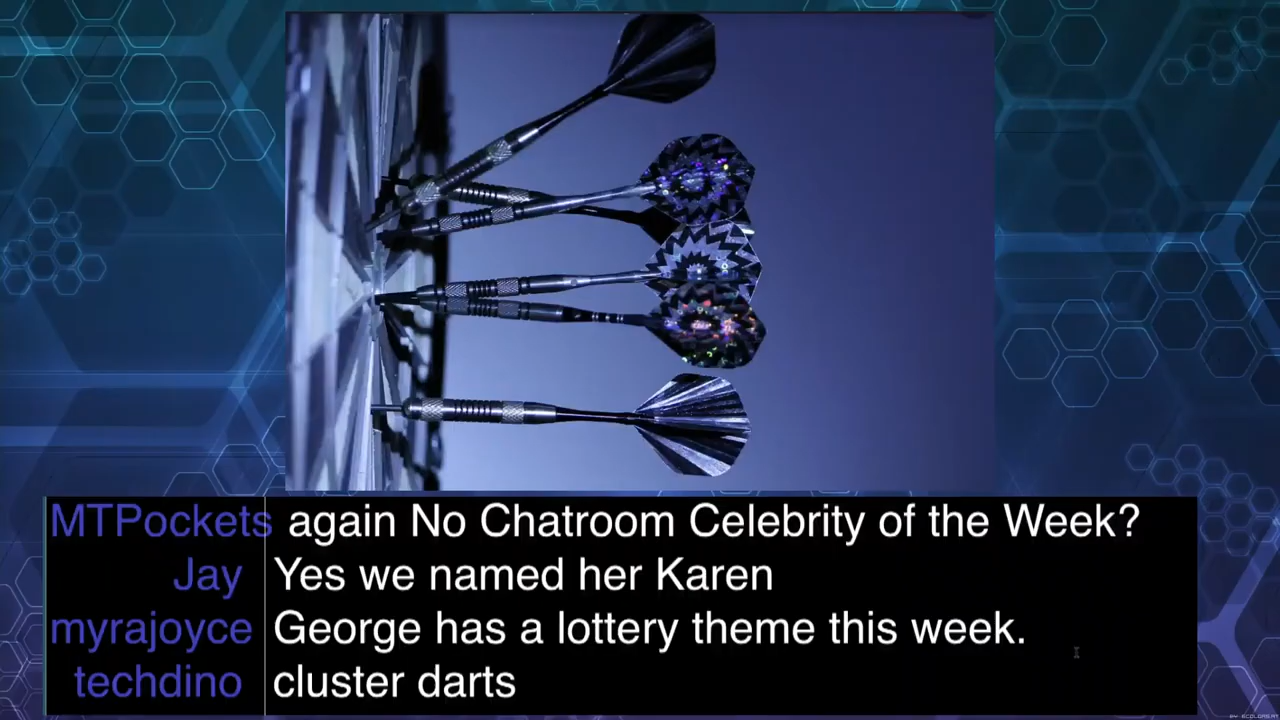 MTPockets again No Chatroom Celebrity of the Week?
Jay Yes we named her Karen
myrajoyce George has a lottery theme this week.
techdino cluster darts